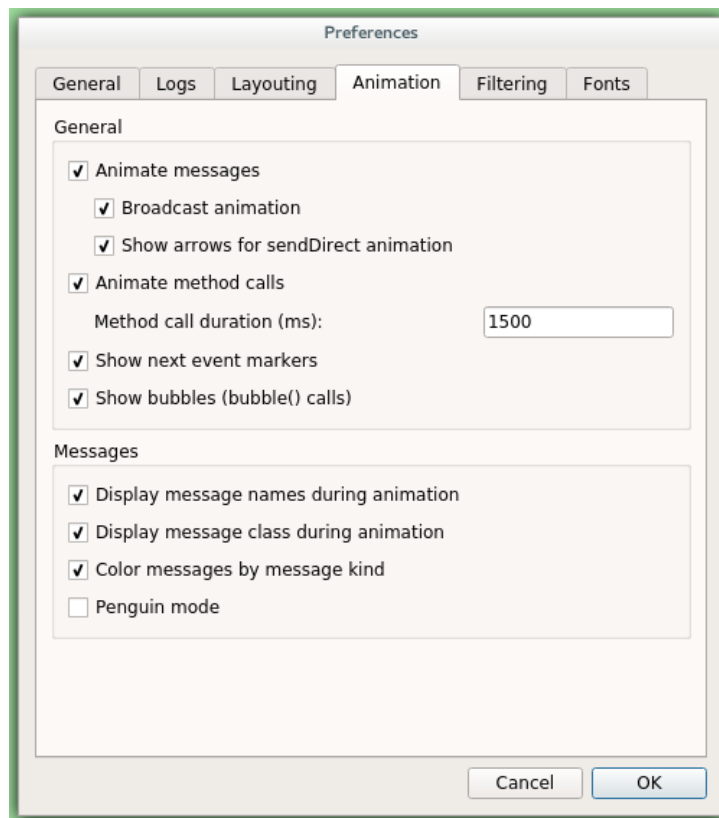 Preferences
General Logs Layouting Animation Filtering Fonts
General
Animate messages
Broadcast animation
Show arrows for sendDirect animation
Animate method calls
Method call duration (ms): 1500
Show next event markers
Show bubbles (bubble() calls)
Messages
Display message names during animation
Display message class during animation
Color messages by message kind
Penguin mode
Cancel OK